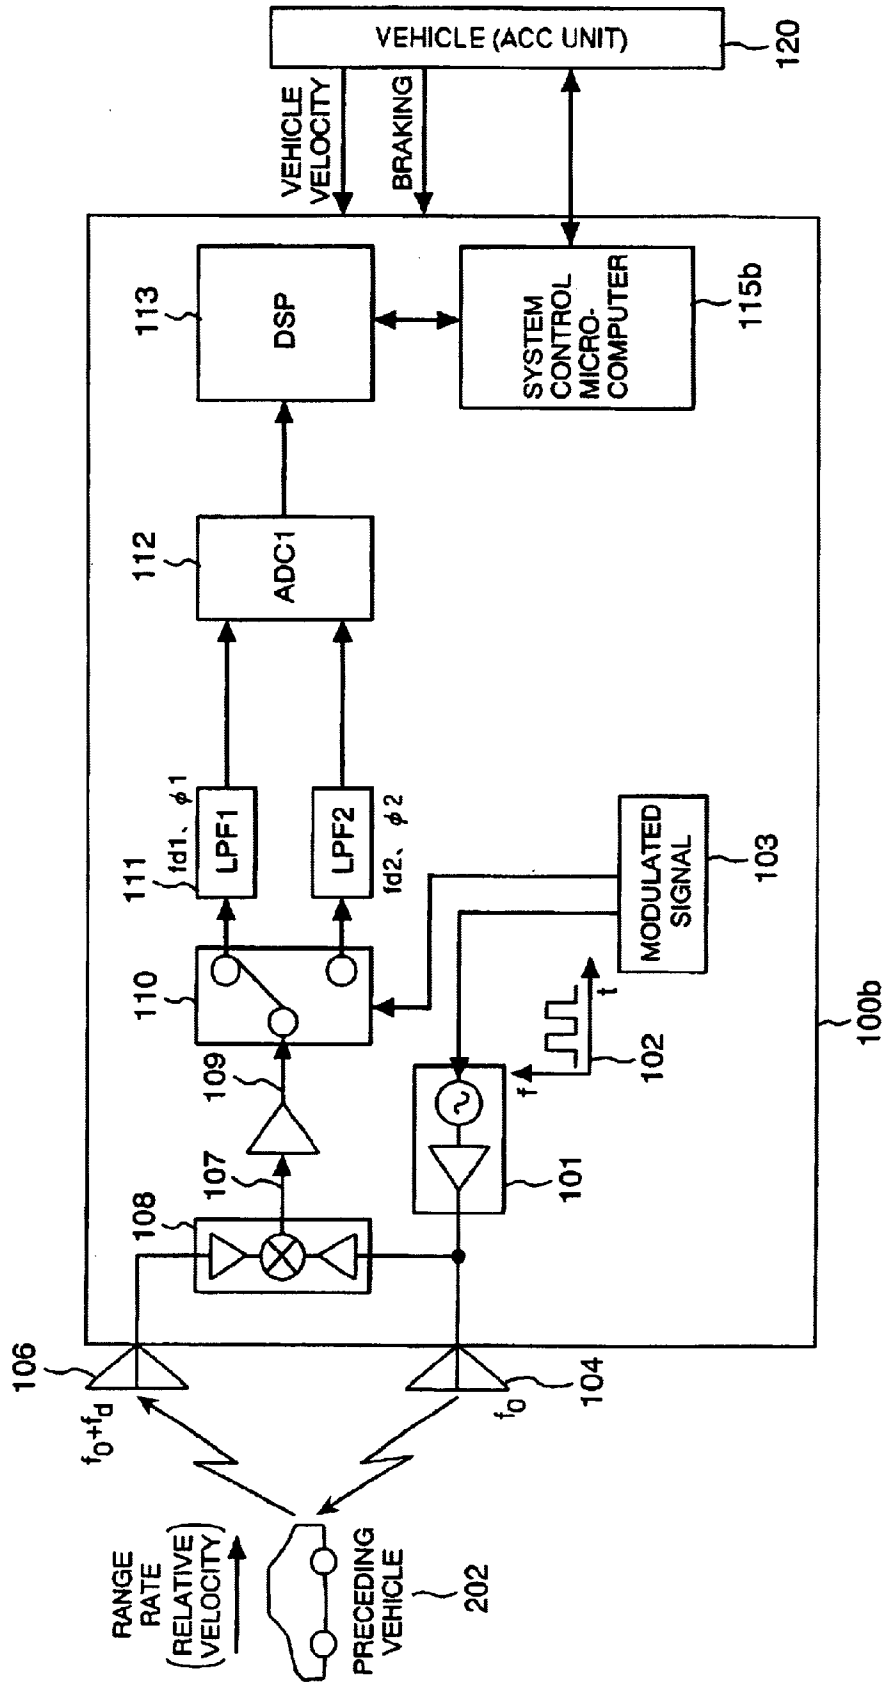 RANGE
RATE
(RELATIVE
VELOCITY)
PRECEDING
VEHICLE
202
106
f0+fd
f0
104
108
107
109
110
111
fd1、φ1
LPF1
LPF2
fd2、φ2
112
ADC1
113
DSP
SYSTEM
CONTROL
MICRO-
COMPUTER
115b
101
f
t
102
MODULATED
SIGNAL
103
100b
VEHICLE
VELOCITY
BRAKING
VEHICLE (ACC UNIT)
120